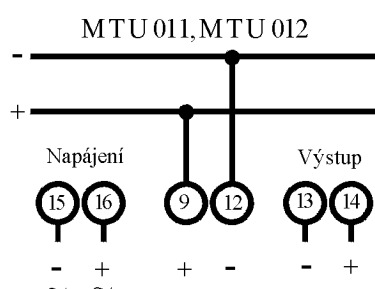 MTU 011, MTU 012
-
+
Napájení Výstup
15 16 9 12 13 14
- + + - - +